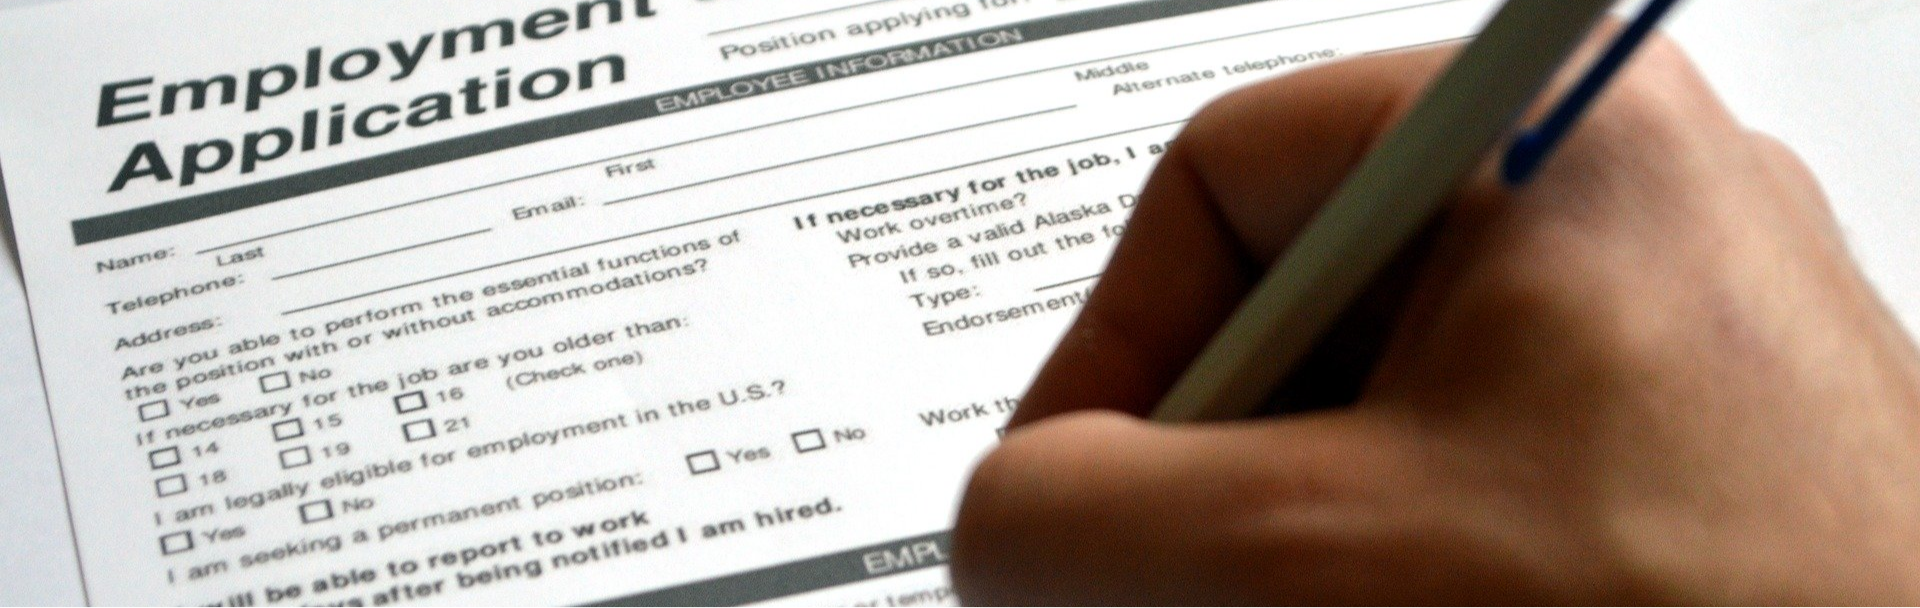 Employment
Application
Position applying for:
EMPLOYEE INFORMATION
Name:
Last
First
Middle
Telephone:
Email:
Alternate telephone:
Address:
Are you able to perform the essential functions of
the position with or without accommodations?
Yes No
If necessary for the job are you older than:
14 15 16 (Check one)
18 19 21
I am legally eligible for employment in the U.S.?
Yes No
I am seeking a permanent position: Yes No
will be able to report to work
after being notified I am hired.
If necessary for the job, I
Work overtime?
Provide a valid Alaska
If so, fill out the
Type:
Endorsement
Work